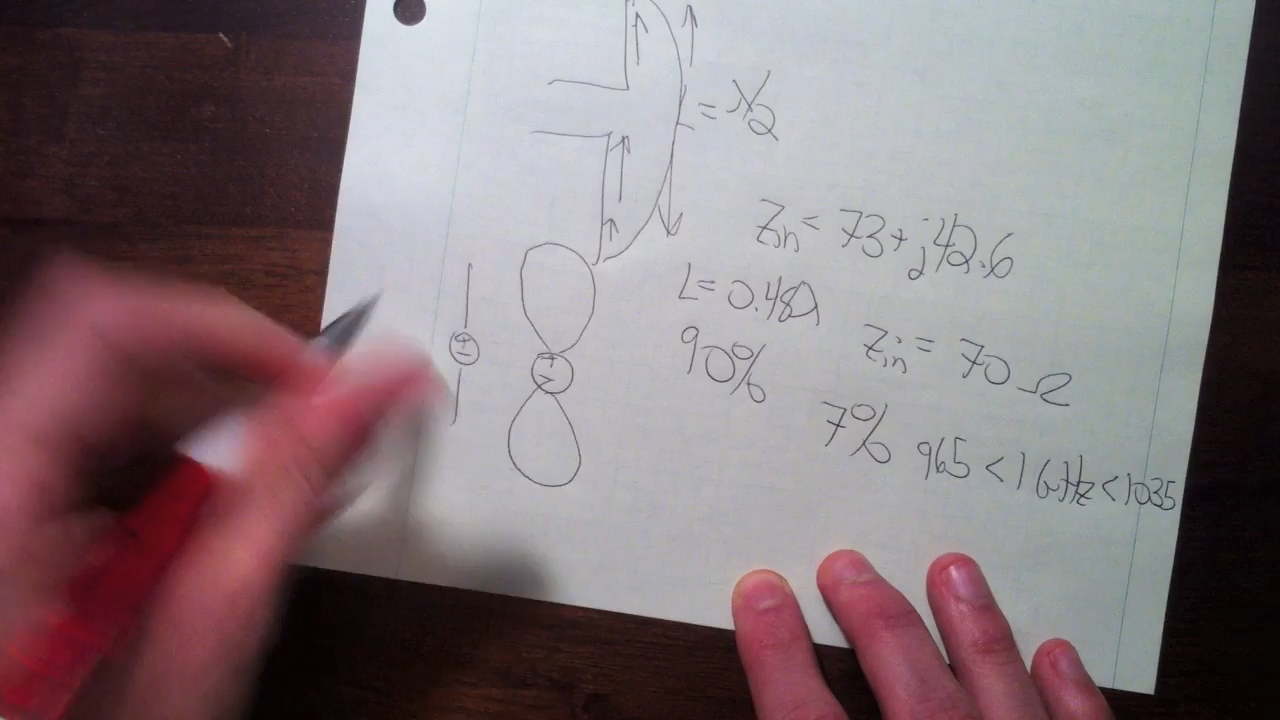 L = λ/2
Zin = 73 + j42.6
L = 0.48λ
Zin = 70 Ω
90%
7%
965 < 1 GHz < 1035
+
-
+
-